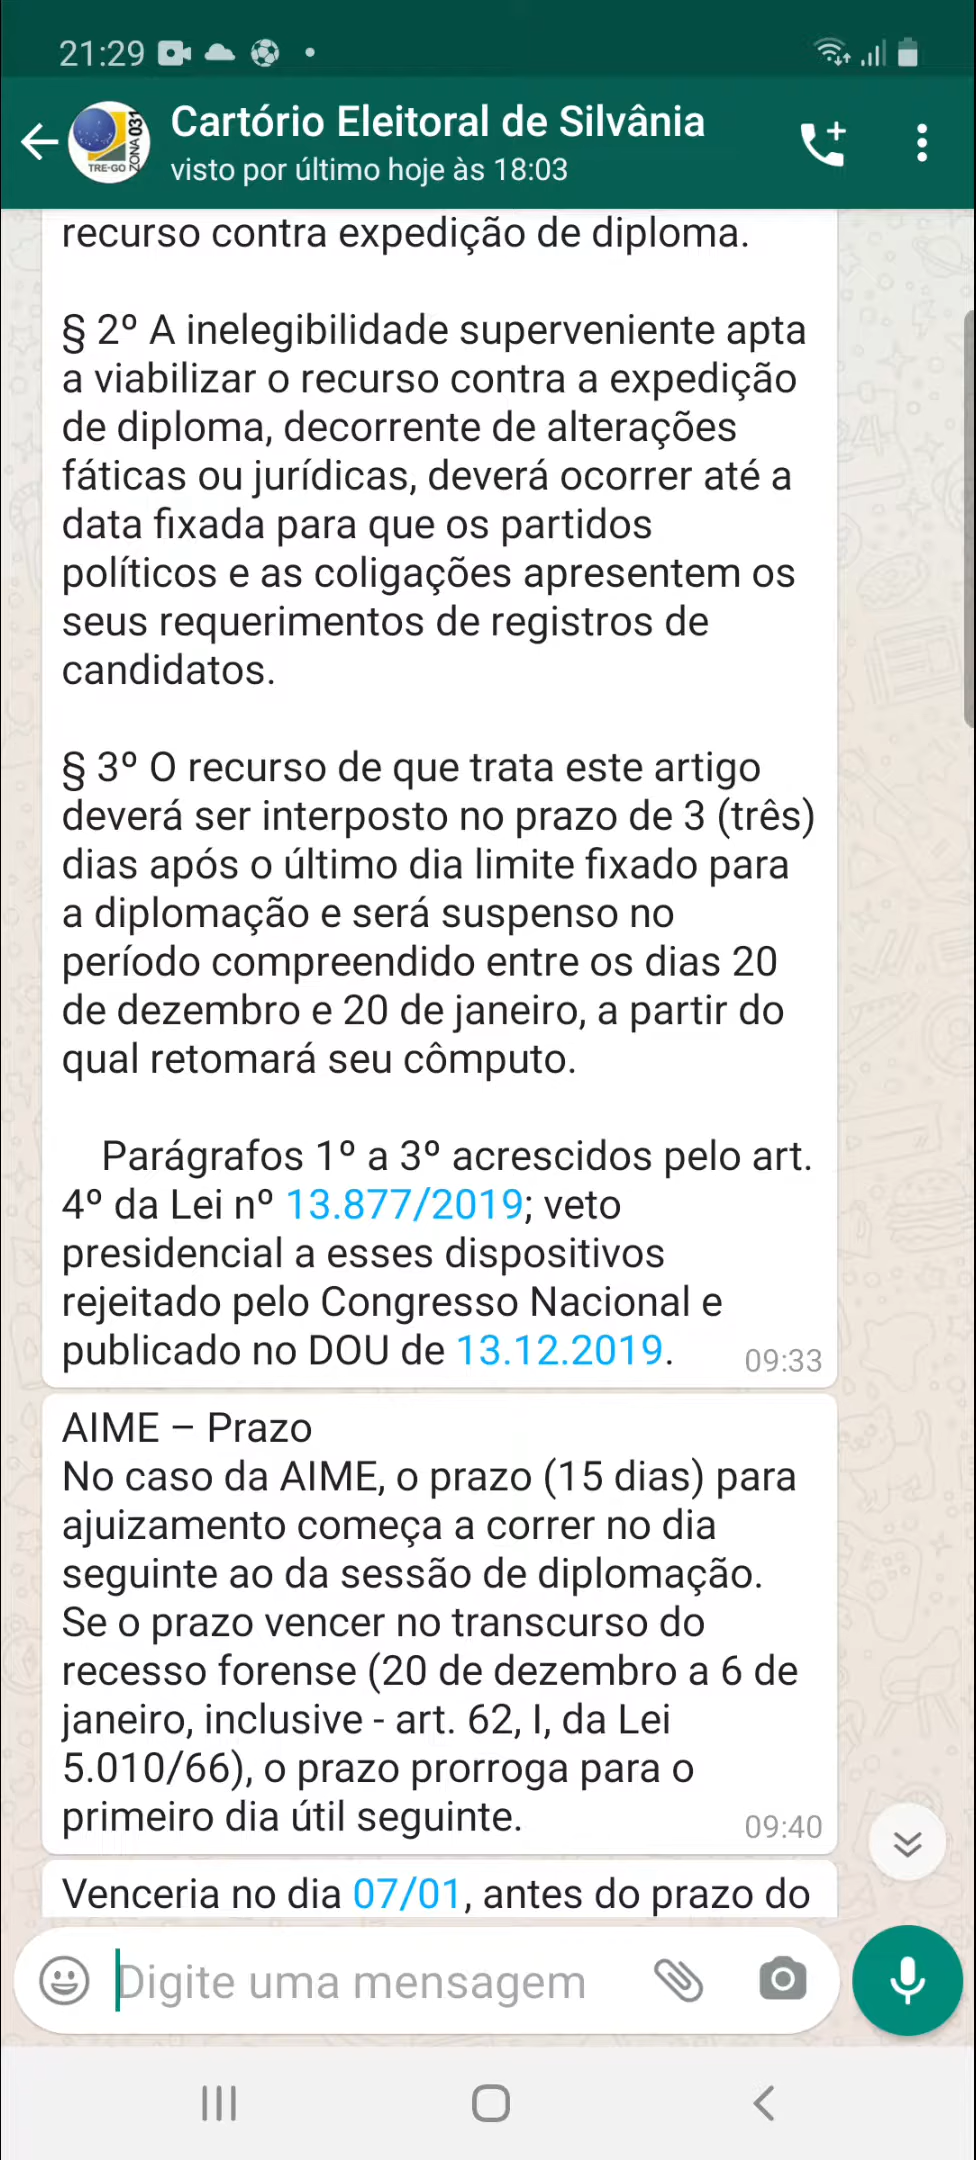 21:29
Cartório Eleitoral de Silvânia
visto por último hoje às 18:03
TRE-GO
ZONA 031
recurso contra expedição de diploma.
§ 2º A inelegibilidade superveniente apta
a viabilizar o recurso contra a expedição
de diploma, decorrente de alterações
fáticas ou jurídicas, deverá ocorrer até a
data fixada para que os partidos
políticos e as coligações apresentem os
seus requerimentos de registros de
candidatos.
§ 3º O recurso de que trata este artigo
deverá ser interposto no prazo de 3 (três)
dias após o último dia limite fixado para
a diplomação e será suspenso no
período compreendido entre os dias 20
de dezembro e 20 de janeiro, a partir do
qual retomará seu cômputo.
Parágrafos 1º a 3º acrescidos pelo art.
4º da Lei nº 13.877/2019; veto
presidencial a esses dispositivos
rejeitado pelo Congresso Nacional e
publicado no DOU de 13.12.2019.
09:33
AIME – Prazo
No caso da AIME, o prazo (15 dias) para
ajuizamento começa a correr no dia
seguinte ao da sessão de diplomação.
Se o prazo vencer no transcurso do
recesso forense (20 de dezembro a 6 de
janeiro, inclusive - art. 62, I, da Lei
5.010/66), o prazo prorroga para o
primeiro dia útil seguinte.
09:40
Venceria no dia 07/01, antes do prazo do
Digite uma mensagem